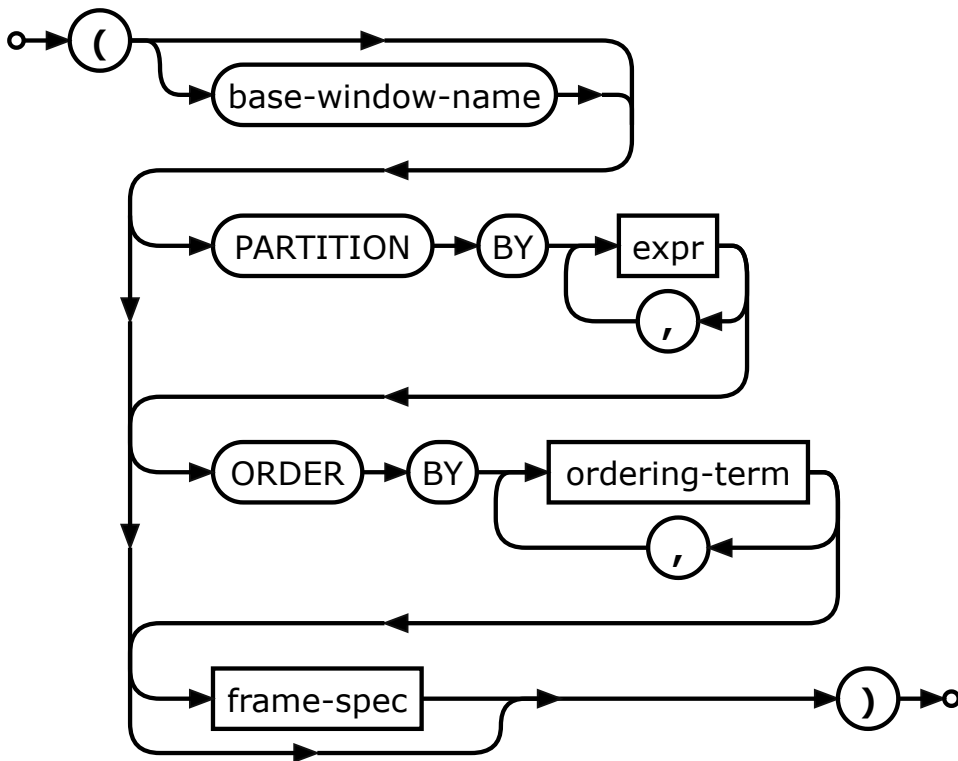 (
base-window-name
PARTITION BY expr
,
ORDER BY ordering-term
,
frame-spec )